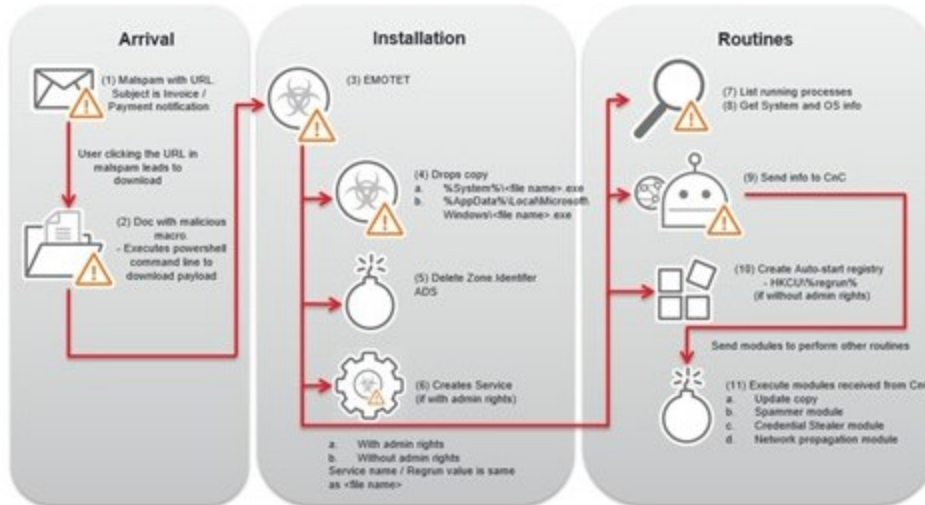 Arrival
(1) Malspam with URL.
Subject is Invoice /
Payment notification
User clicking the URL in
malspam leads to
download
(2) Doc with malicious
macro.
- Executes powershell
command line to
download payload
Installation
(3) EMOTET
(4) Drops copy
a. %System%\<file name>.exe
b. %AppData%\Local\Microsoft\
Windows\<file name>.exe
(5) Delete Zone Identifier
ADS
(6) Creates Service
(if with admin rights)
a. With admin rights
b. Without admin rights
Service name / Regrun value is same
as <file name>
Routines
(7) List running processes
(8) Get System and OS info
(9) Send info to CnC
(10) Create Auto-start registry
- HKCU\%regrun%
(if without admin rights)
Send modules to perform other routines
(11) Execute modules received from CnC
a. Update copy
b. Spammer module
c. Credential Stealer module
d. Network propagation module